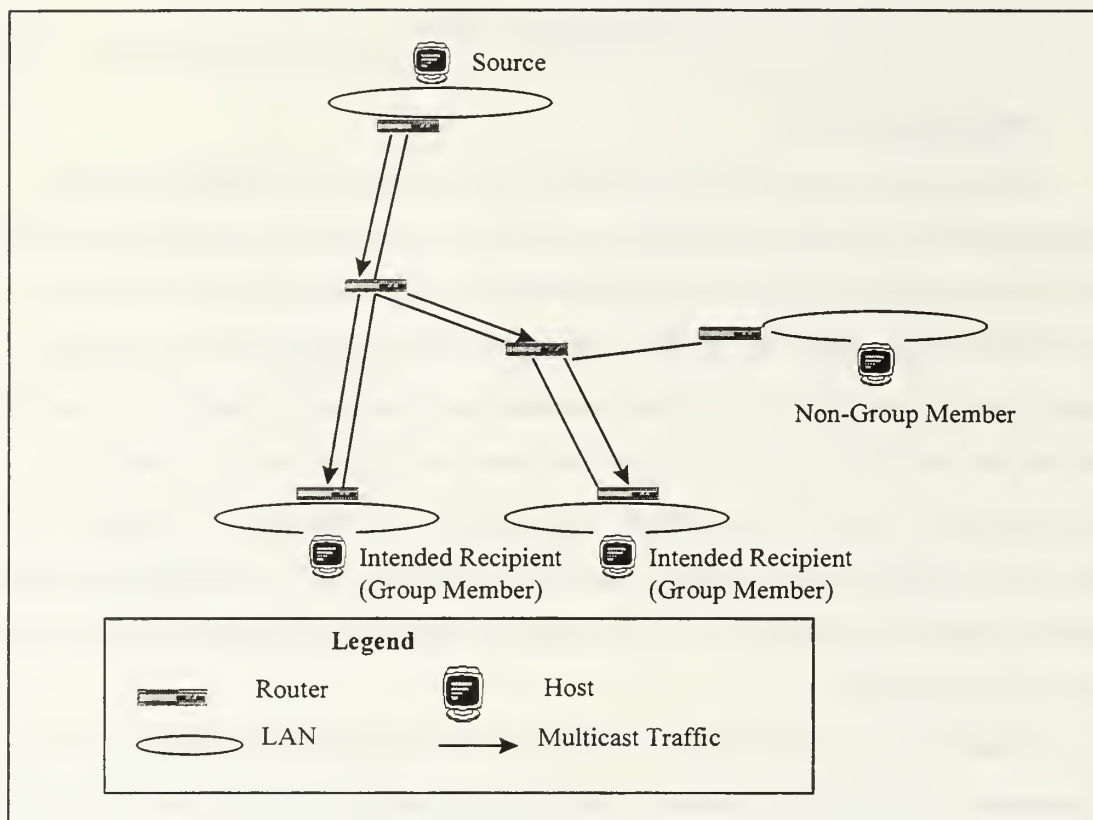 Source
Non-Group Member
Intended Recipient
(Group Member)
Intended Recipient
(Group Member)
Legend
Router
Host
LAN
Multicast Traffic